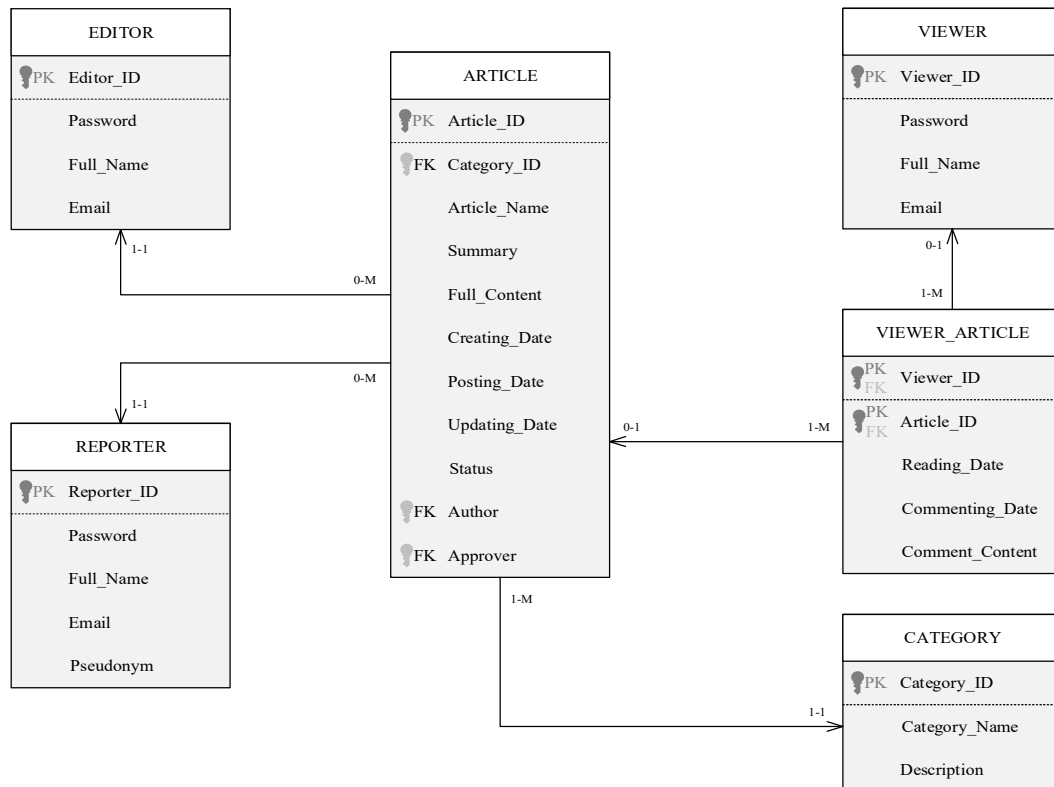 EDITOR
PK Editor_ID
Password
Full_Name
Email
1-1
0-M
REPORTER
PK Reporter_ID
Password
Full_Name
Email
Pseudonym
1-1
0-M
ARTICLE
PK Article_ID
FK Category_ID
Article_Name
Summary
Full_Content
Creating_Date
Posting_Date
Updating_Date
Status
FK Author
FK Approver
1-M
1-1
0-1
1-M
VIEWER
PK Viewer_ID
Password
Full_Name
Email
0-1
1-M
VIEWER_ARTICLE
PK
FK Viewer_ID
PK
FK Article_ID
Reading_Date
Commenting_Date
Comment_Content
CATEGORY
PK Category_ID
Category_Name
Description